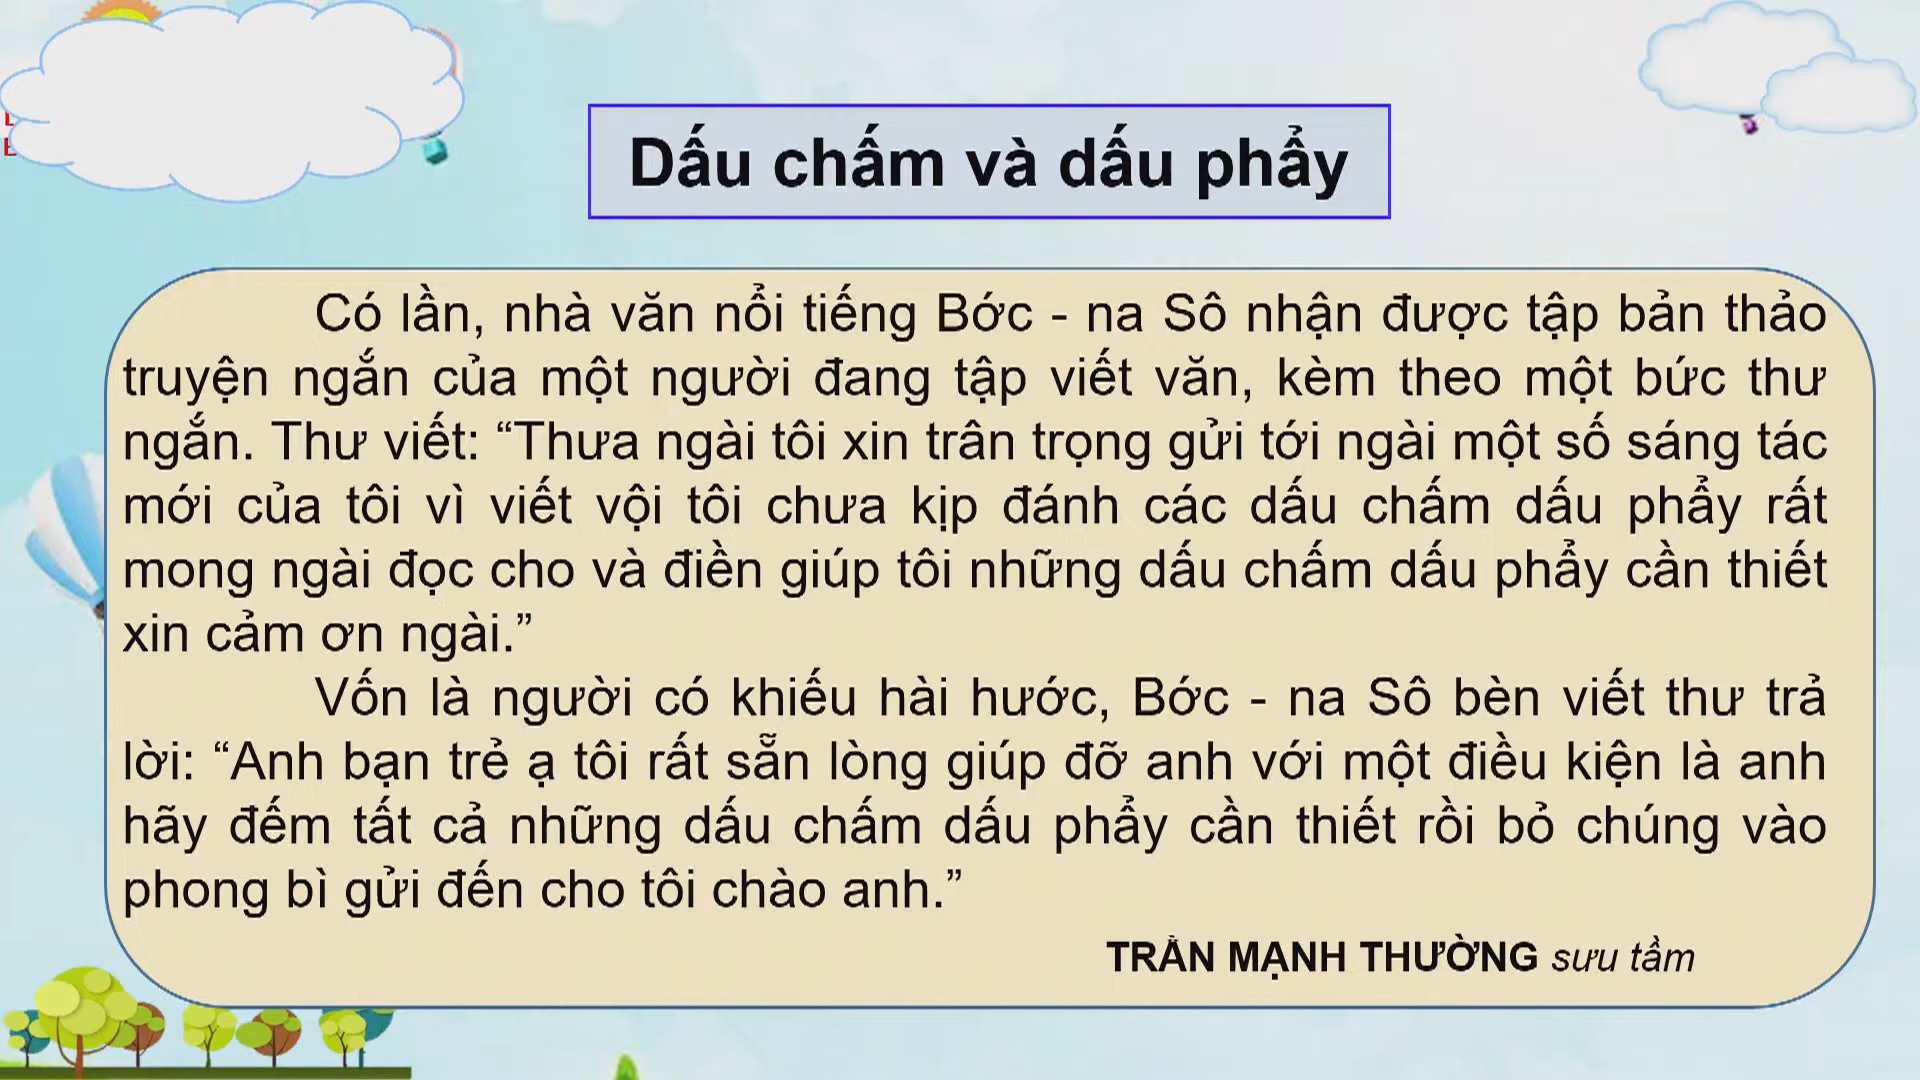 Dấu chấm và dấu phẩy
Có lần, nhà văn nổi tiếng Bớc - na Sô nhận được tập bản thảo
truyện ngắn của một người đang tập viết văn, kèm theo một bức thư
ngắn. Thư viết: “Thưa ngài tôi xin trân trọng gửi tới ngài một số sáng tác
mới của tôi vì viết vội tôi chưa kịp đánh các dấu chấm dấu phẩy rất
mong ngài đọc cho và điền giúp tôi những dấu chấm dấu phẩy cần thiết
xin cảm ơn ngài.”
Vốn là người có khiếu hài hước, Bớc - na Sô bèn viết thư trả
lời: “Anh bạn trẻ ạ tôi rất sẵn lòng giúp đỡ anh với một điều kiện là anh
hãy đếm tất cả những dấu chấm dấu phẩy cần thiết rồi bỏ chúng vào
phong bì gửi đến cho tôi chào anh.”
TRẦN MẠNH THƯỜNG sưu tầm